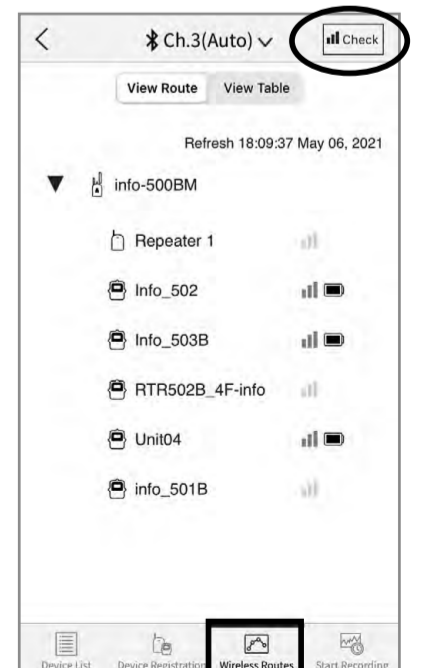 Ch.3(Auto)
Check
View Route View Table
Refresh 18:09:37 May 06, 2021
info-500BM
Repeater 1
Info_502
Info_503B
RTR502B_4F-info
Unit04
info_501B
Device List Device Registration Wireless Routes Start Recording